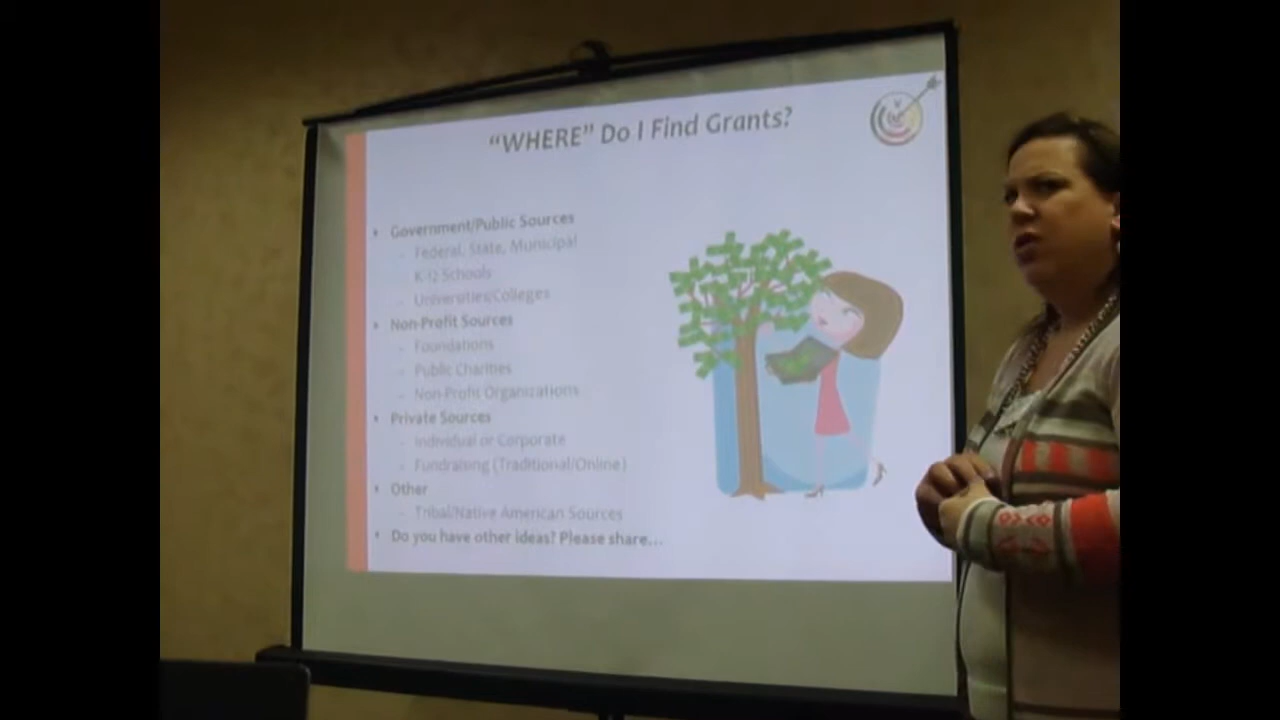 “WHERE” Do I Find Grants?
• Government/Public Sources
- Federal, State, Municipal
- K-12 Schools
- Universities/Colleges
• Non-Profit Sources
- Foundations
- Public Charities
- Non-Profit Organizations
• Private Sources
- Individual or Corporate
- Fundraising (Traditional/Online)
• Other
- Tribal/Native American Sources
• Do you have other ideas? Please share...